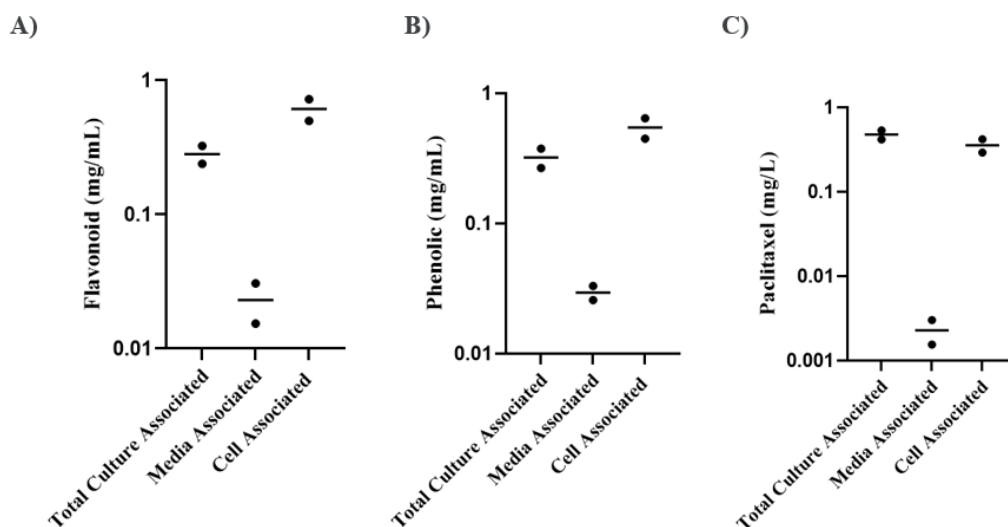 A)
Flavonoid (mg/mL)
1
0.1
0.01
Total Culture Associated
Media Associated
Cell Associated
B)
Phenolic (mg/mL)
1
0.1
0.01
Total Culture Associated
Media Associated
Cell Associated
C)
Paclitaxel (mg/L)
1
0.1
0.01
0.001
Total Culture Associated
Media Associated
Cell Associated